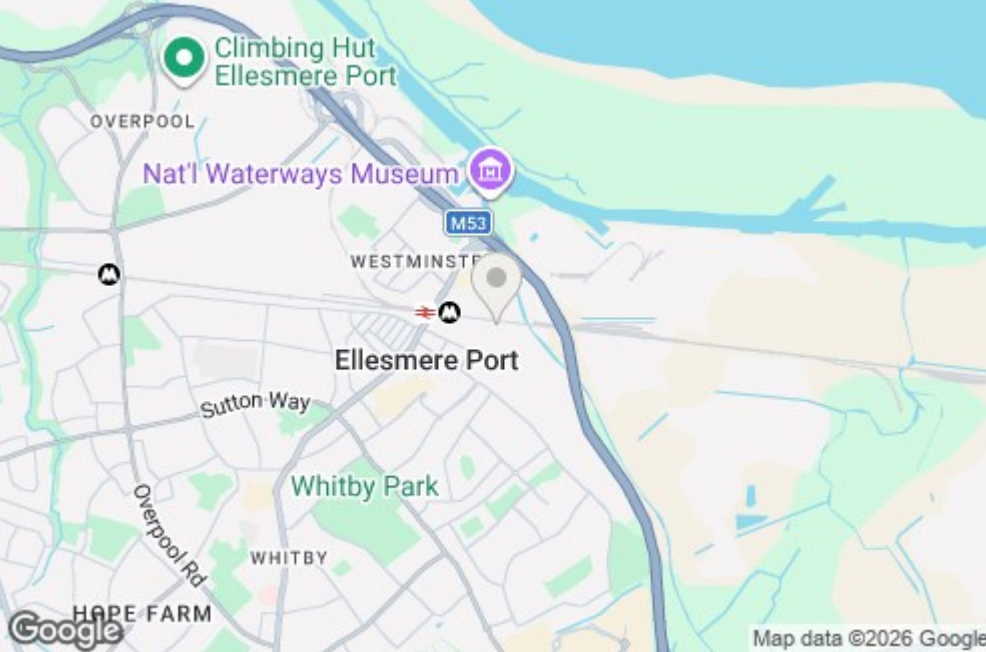 Climbing Hut
Ellesmere Port
OVERPOOL
Nat'l Waterways Museum
M53
WESTMINSTE
Ellesmere Port
Sutton Way
Whitby Park
Overpool Rd
WHITBY
HOPE FARM
Google
Map data ©2026 Google